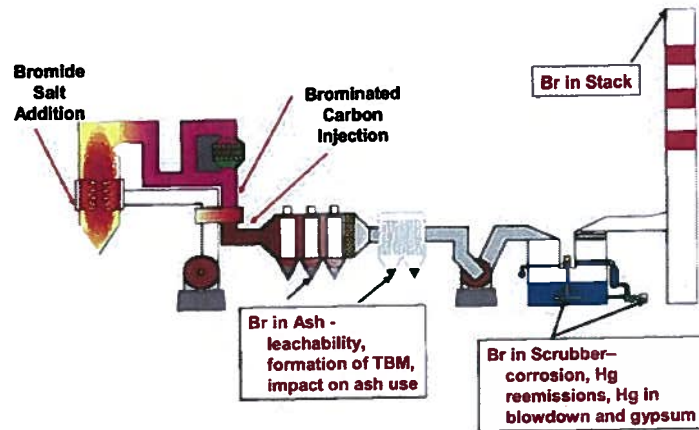 Bromide
Salt
Addition
Brominated
Carbon
Injection
Br in Stack
Br in Ash -
leachability,
formation of TBM,
impact on ash use
Br in Scrubber–
corrosion, Hg
reemissions, Hg in
blowdown and gypsum